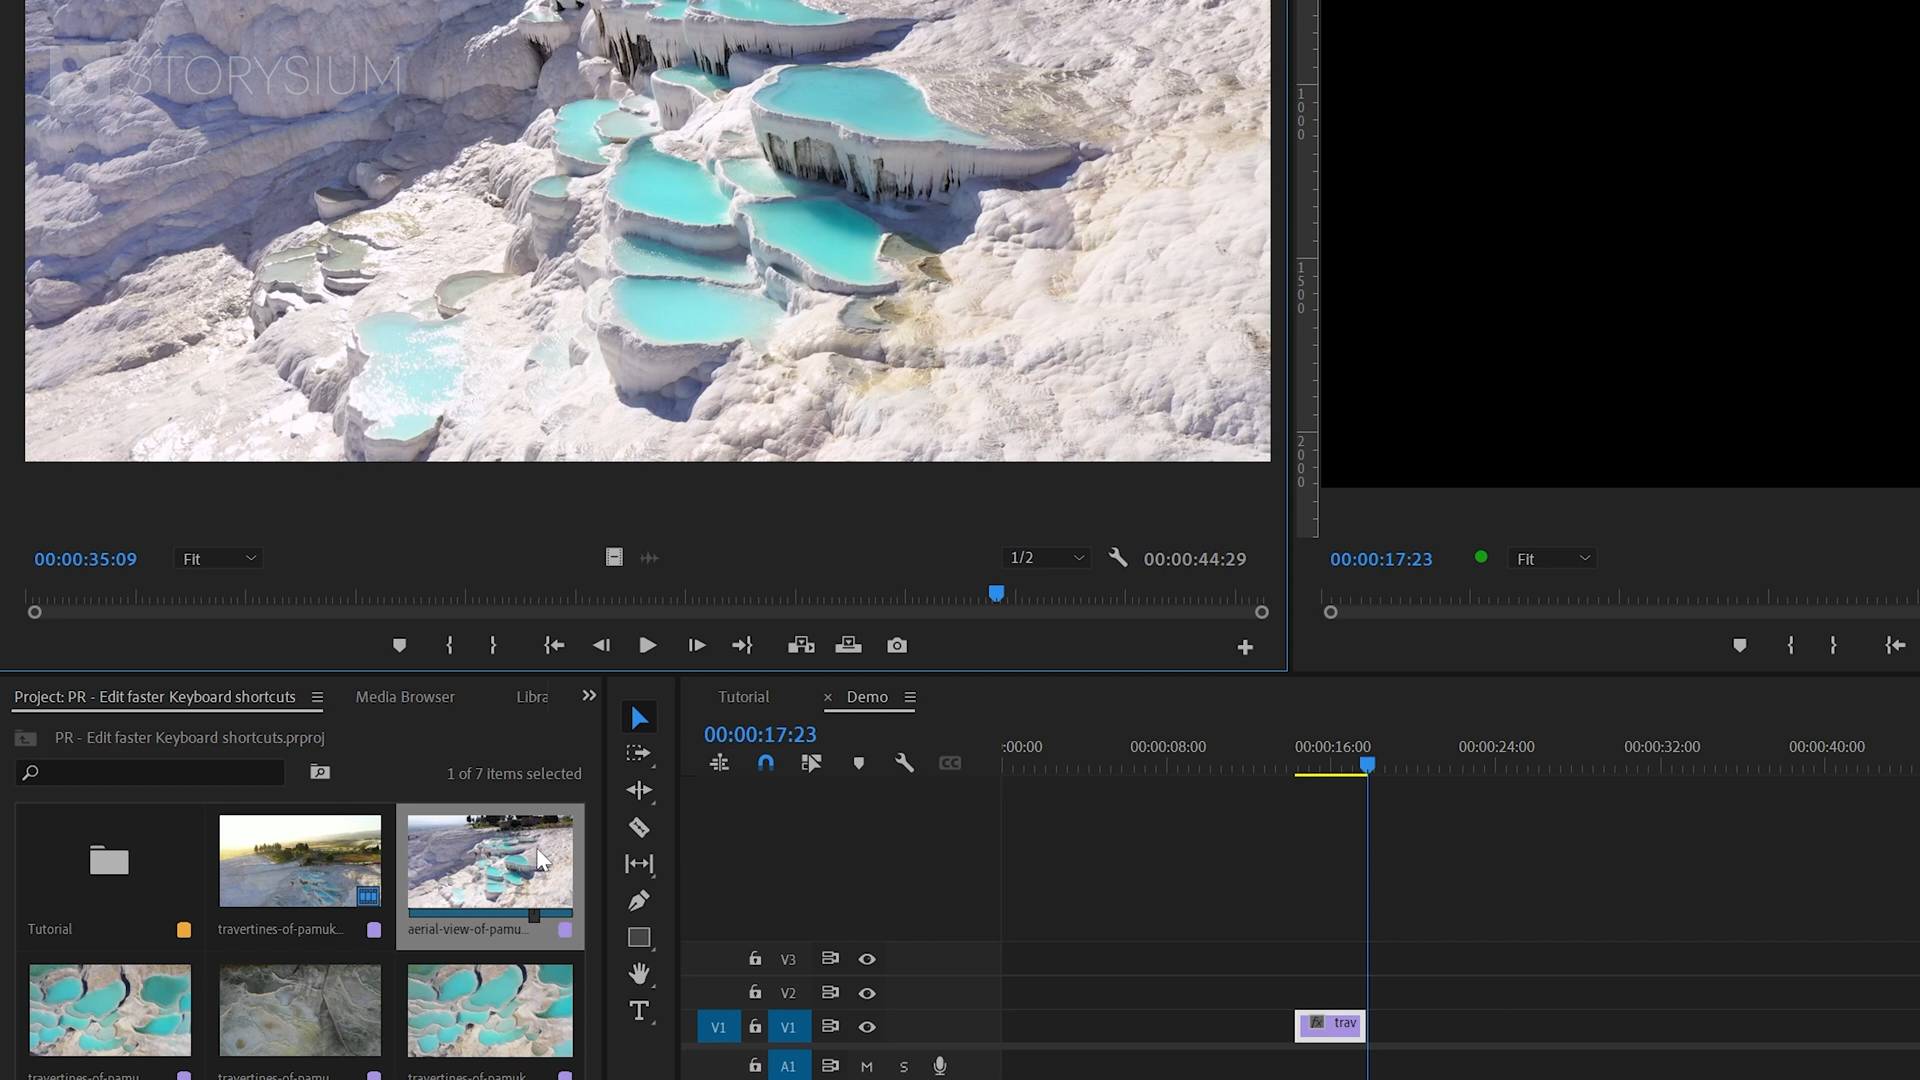 STORYSIUM
1000
1500
2000
00:00:35:09
Fit
1/2
00:00:44:29
00:00:17:23
Fit
Project: PR - Edit faster Keyboard shortcuts
Media Browser
Libra
Tutorial
× Demo
PR - Edit faster Keyboard shortcuts.prproj
00:00:17:23
1 of 7 Items selected
:00:00
00:00:08:00
00:00:16:00
00:00:24:00
00:00:32:00
00:00:40:00
CC
Tutorial
travertines-of-pamuk...
aerial-view-of-pamu...
T
V3
V2
V1
V1
fx trav
A1
M
S
travertines-of-pamu
travertines-of-pamu
travertines-of-pamuk